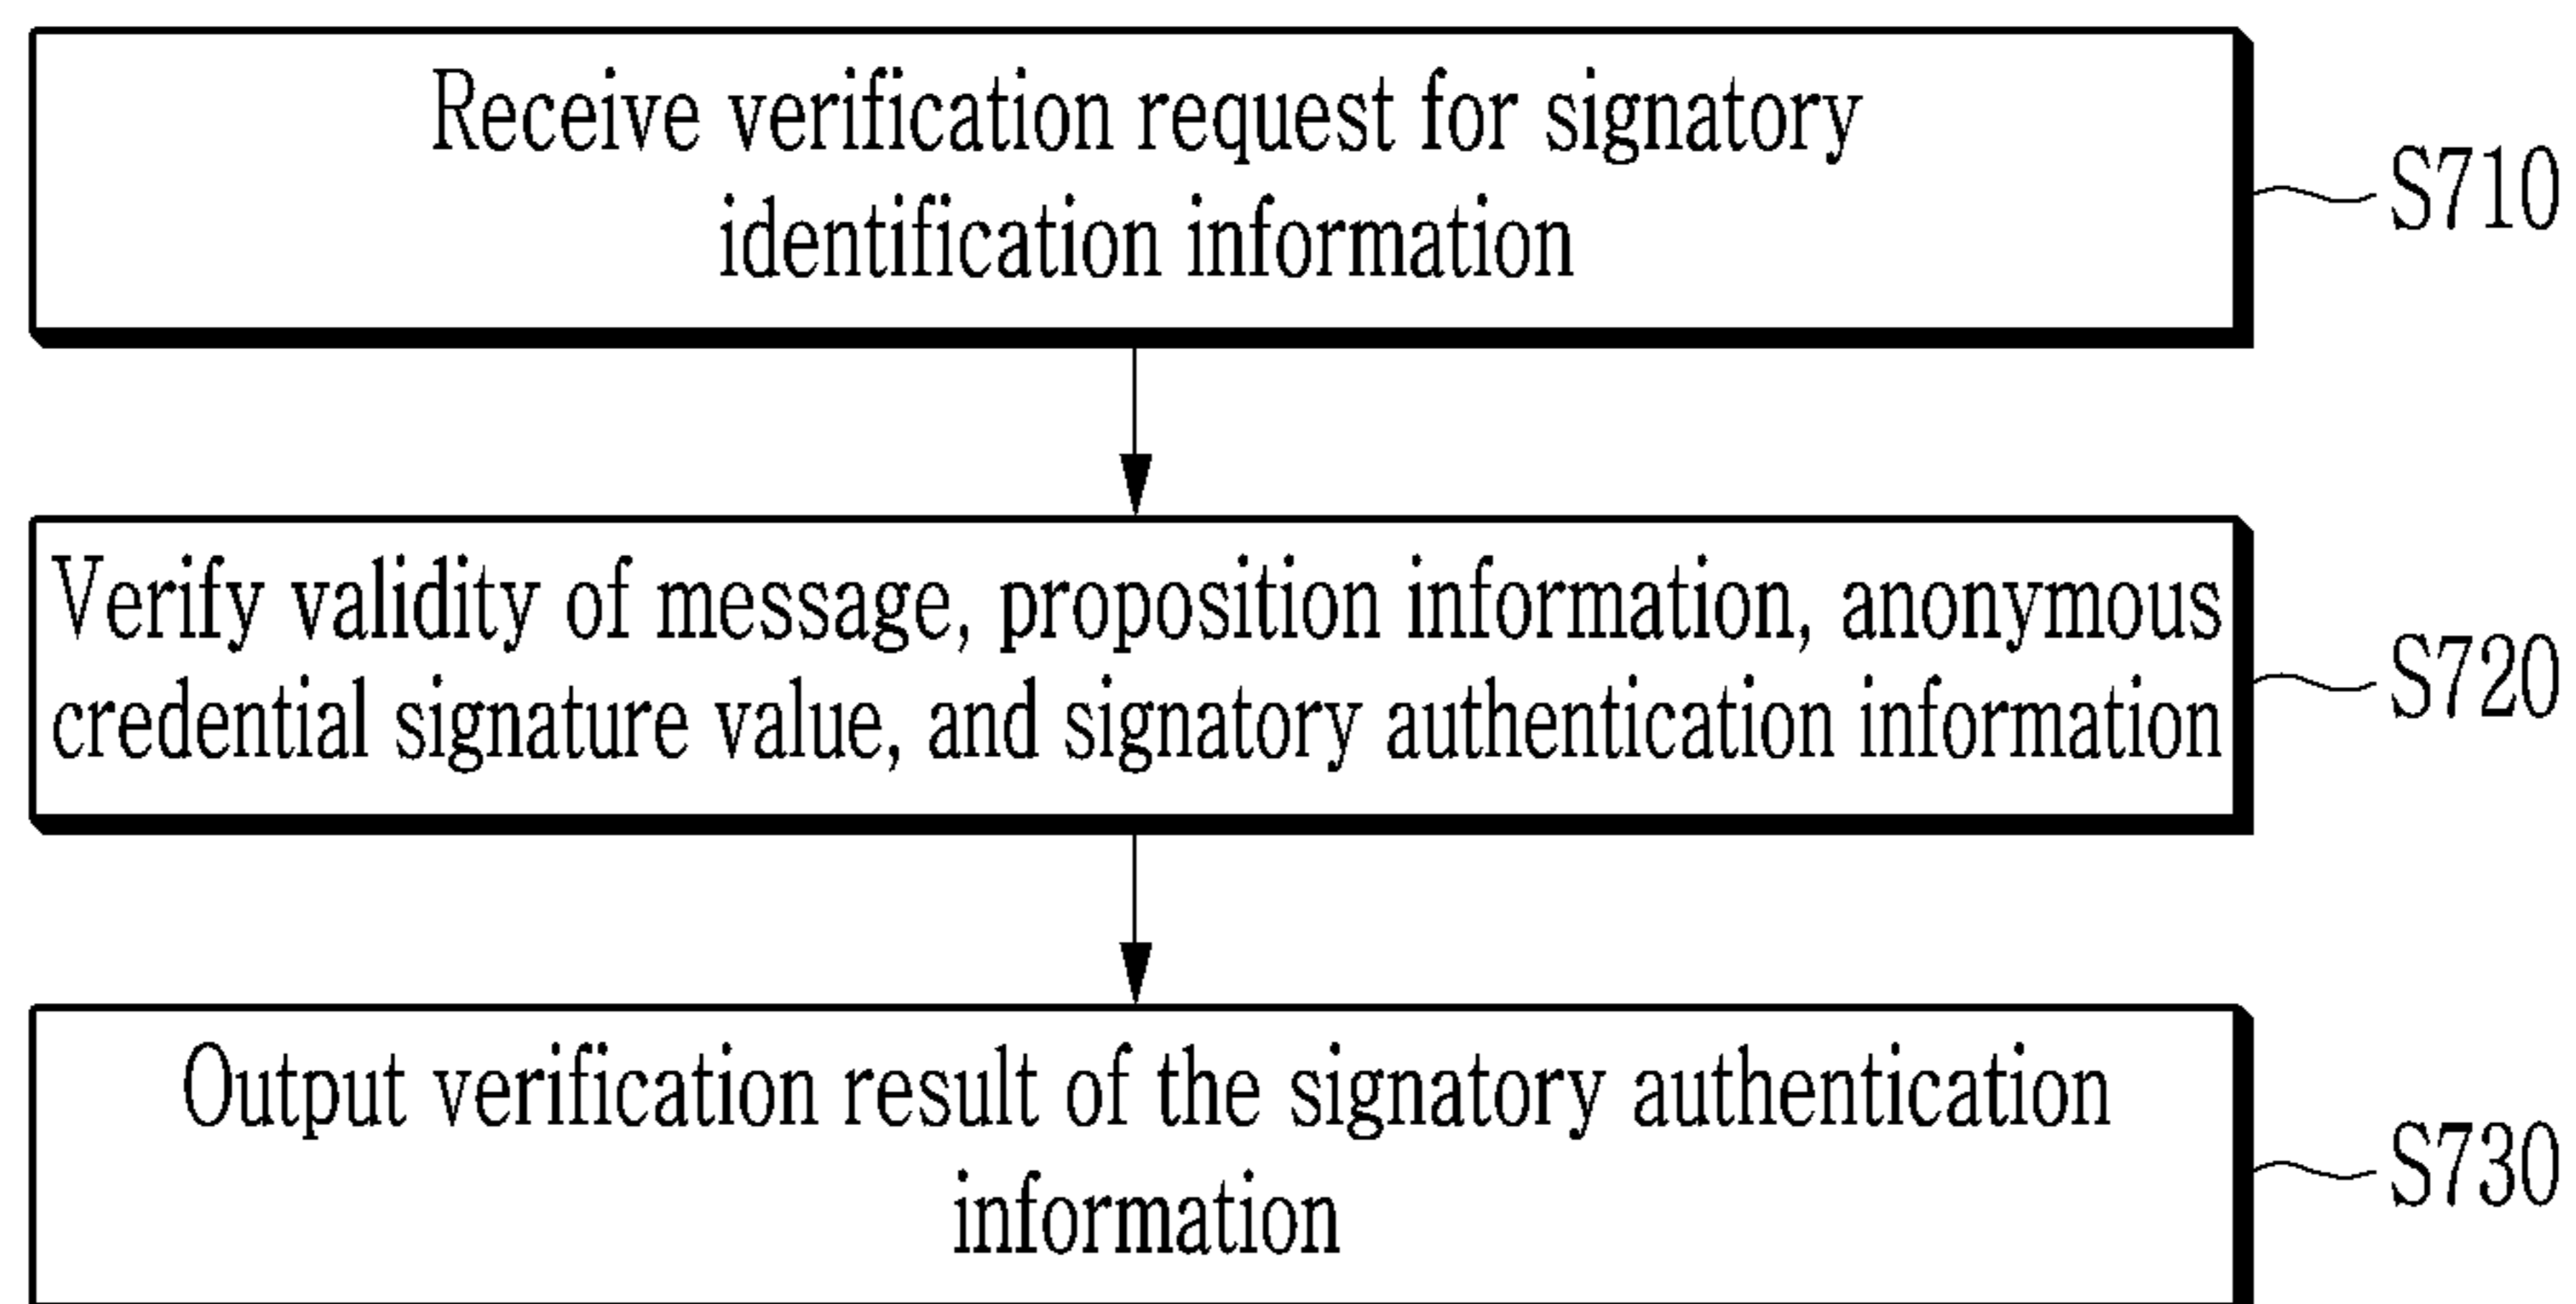 Receive verification request for signatory
identification information
S710
Verify validity of message, proposition information, anonymous
credential signature value, and signatory authentication information
S720
Output verification result of the signatory authentication
information
S730